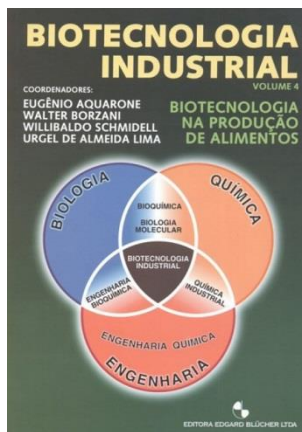 BIOTECNOLOGIA
INDUSTRIAL
VOLUME 4
COORDENADORES:
EUGÊNIO AQUARONE
WALTER BORZANI
WILLIBALDO SCHMIDELL
URGEL DE ALMEIDA LIMA
BIOTECNOLOGIA
NA PRODUÇÃO
DE ALIMENTOS
BIOLOGIA
QUÍMICA
BIOQUÍMICA
BIOLOGIA
MOLECULAR
BIOTECNOLOGIA
INDUSTRIAL
ENGENHARIA
BIOQUÍMICA
QUÍMICA
INDUSTRIAL
ENGENHARIA QUÍMICA
ENGENHARIA
EDITORA EDGARD BLÜCHER LTDA